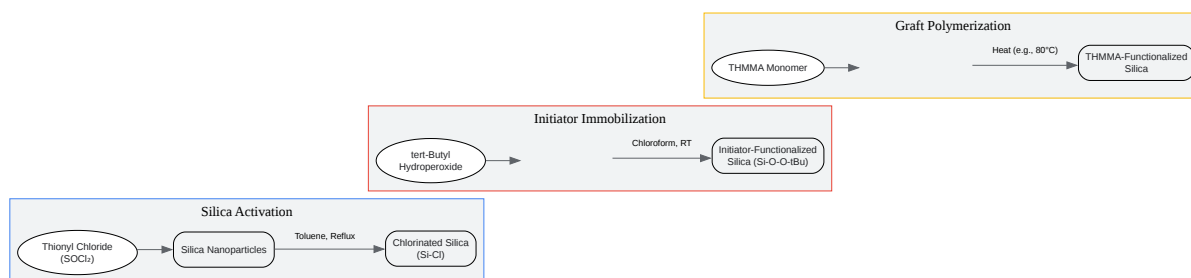 Graft Polymerization
THMMA Monomer
Heat (e.g., 80°C)
THMMA-Functionalized
Silica
Initiator Immobilization
tert-Butyl
Hydroperoxide
Chloroform, RT
Initiator-Functionalized
Silica (Si-O-O-tBu)
Silica Activation
Thionyl Chloride
(SOCl₂)
Silica Nanoparticles
Toluene, Reflux
Chlorinated Silica
(Si-Cl)